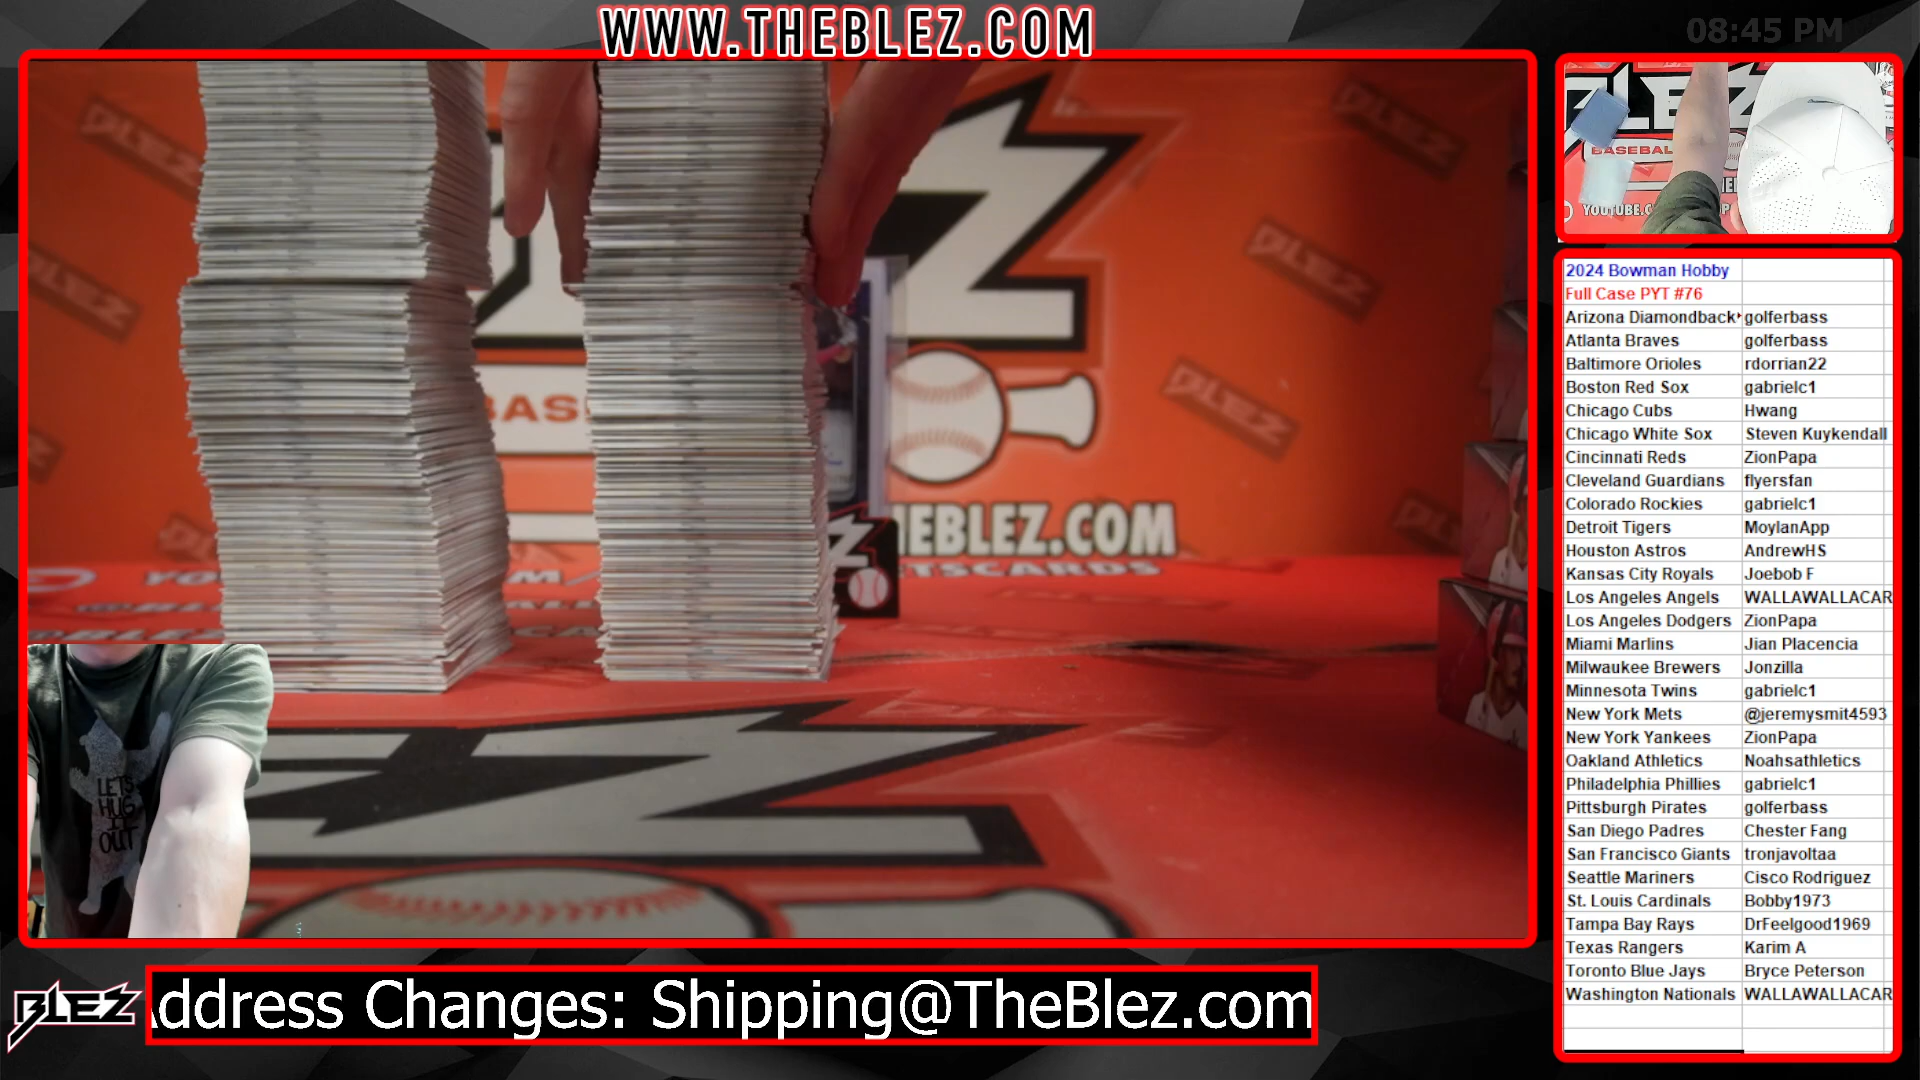 WWW.THEBLEZ.COM
08:45 PM
BLEZ
BASEBAL
YOUTUBE.C
BAS
HEBLEZ.COM
TSCARDS
LETS
HUG
IT
OUT
2024 Bowman Hobby
Full Case PYT #76
Arizona Diamondback golferbass
Atlanta Braves golferbass
Baltimore Orioles rdorrian22
Boston Red Sox gabrielc1
Chicago Cubs Hwang
Chicago White Sox Steven Kuykendall
Cincinnati Reds ZionPapa
Cleveland Guardians flyersfan
Colorado Rockies gabrielc1
Detroit Tigers MoylanApp
Houston Astros AndrewHS
Kansas City Royals Joebob F
Los Angeles Angels WALLAWALLACAR
Los Angeles Dodgers ZionPapa
Miami Marlins Jian Placencia
Milwaukee Brewers Jonzilla
Minnesota Twins gabrielc1
New York Mets @jeremysmit4593
New York Yankees ZionPapa
Oakland Athletics Noahsathletics
Philadelphia Phillies gabrielc1
Pittsburgh Pirates golferbass
San Diego Padres Chester Fang
San Francisco Giants tronjavoltaa
Seattle Mariners Cisco Rodriguez
St. Louis Cardinals Bobby1973
Tampa Bay Rays DrFeelgood1969
Texas Rangers Karim A
Toronto Blue Jays Bryce Peterson
Washington Nationals WALLAWALLACAR
BLEZ
ddress Changes: Shipping@TheBlez.com